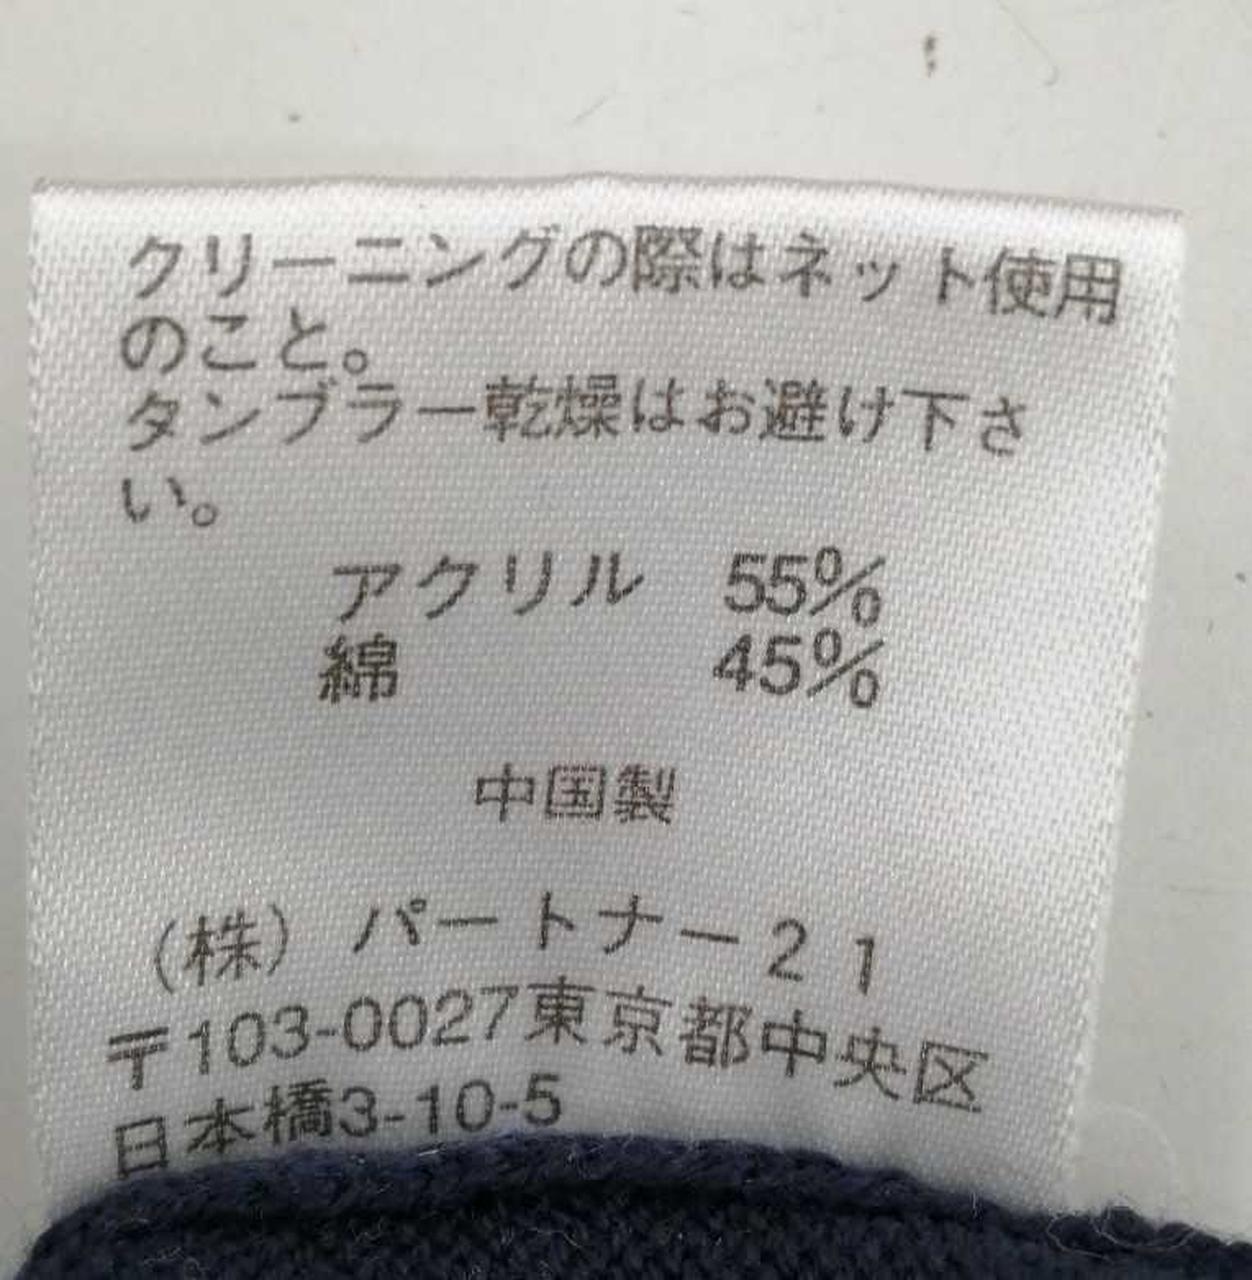 クリーニングの際はネット使用
のこと。
タンブラー乾燥はお避け下さ
い。
アクリル 55%
綿 45%
中国製
(株) パートナー21
〒103-0027東京都中央区
日本橋3-10-5